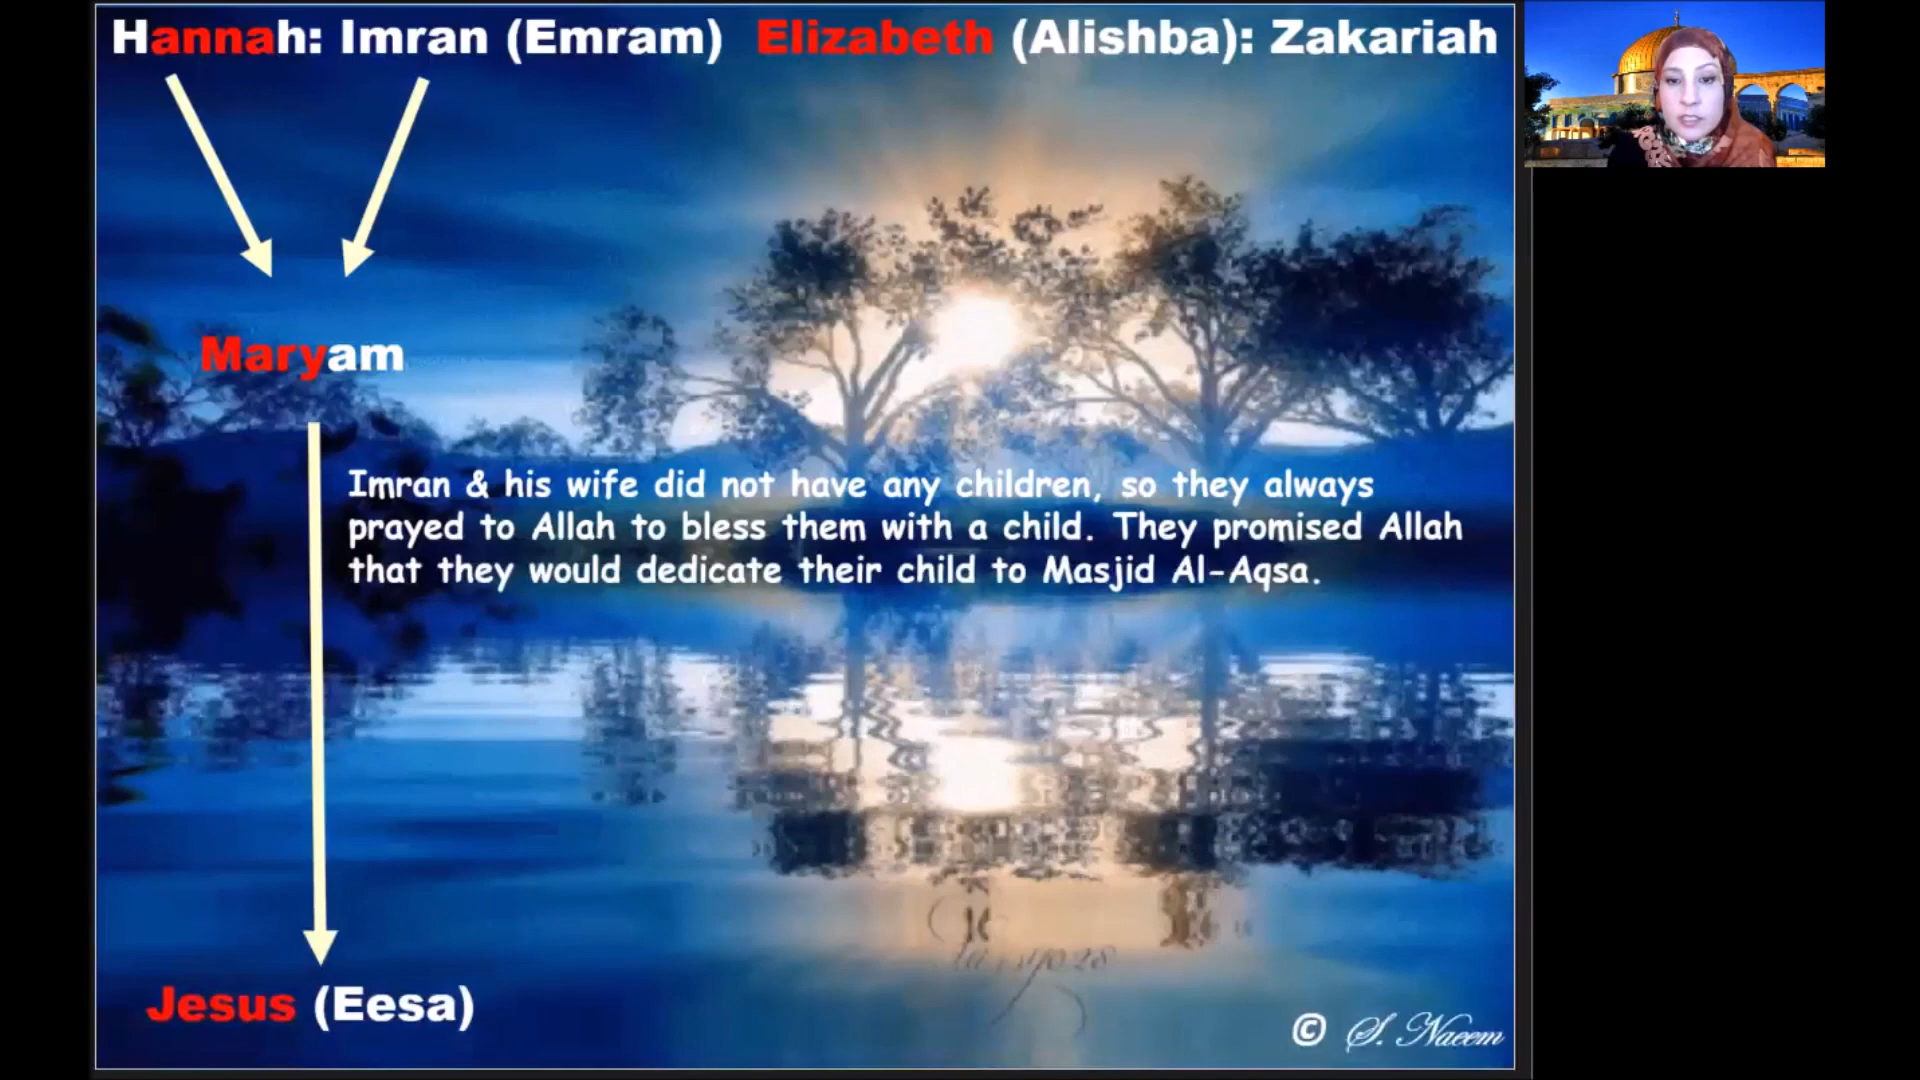 Hannah: Imran (Emram) Elizabeth (Alishba): Zakariah
Maryam
Imran & his wife did not have any children, so they always
prayed to Allah to bless them with a child. They promised Allah
that they would dedicate their child to Masjid Al-Aqsa.
Jesus (Eesa)
© S. Naeem